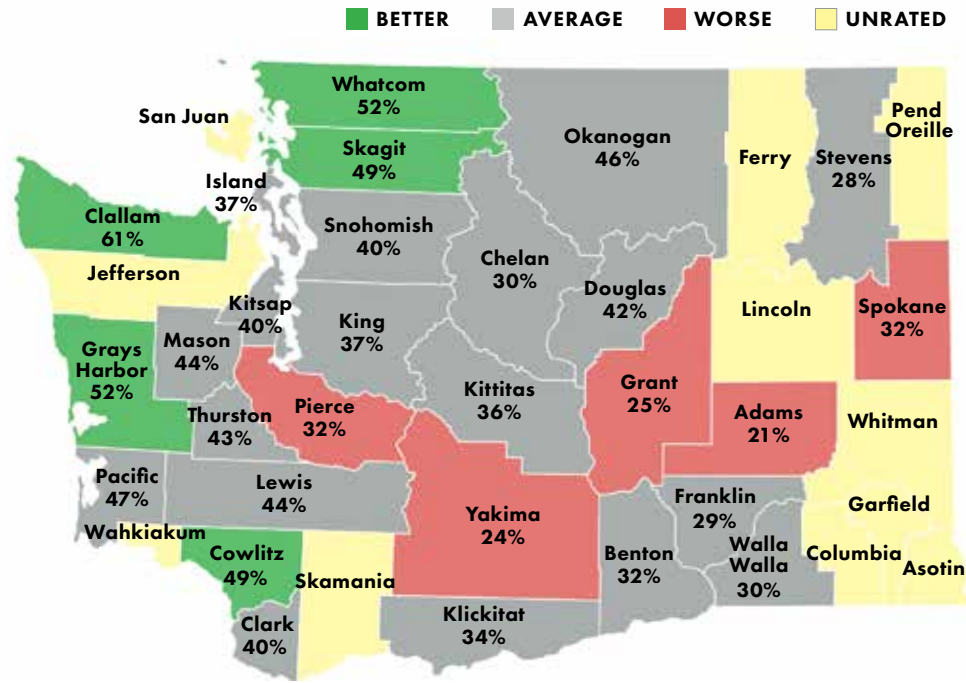 BETTER AVERAGE WORSE UNRATED
Whatcom
52%
San Juan
Skagit
49%
Okanogan
46%
Ferry
Stevens
28%
Pend
Oreille
Island
37%
Clallam
61%
Snohomish
40%
Chelan
30%
Jefferson
Douglas
42%
Lincoln
Spokane
32%
Kitsap
40%
King
37%
Mason
44%
Grays
Harbor
52%
Kittitas
36%
Grant
25%
Pierce
32%
Thurston
43%
Adams
21%
Whitman
Pacific
47%
Lewis
44%
Yakima
24%
Franklin
29%
Garfield
Wahkiakum
Cowlitz
49%
Skamania
Benton
32%
Walla
Walla
30%
Columbia
Asotin
Clark
40%
Klickitat
34%